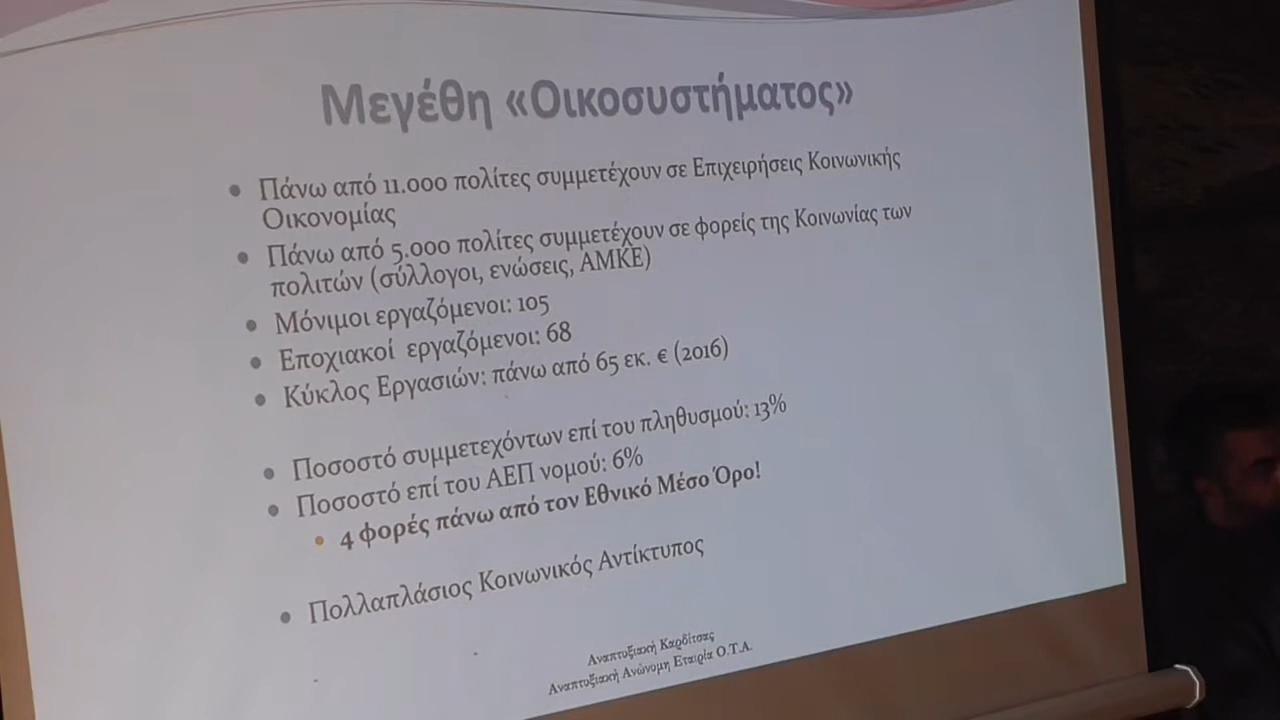 Μεγέθη «Οικοσυστήματος»
• Πάνω από 11.000 πολίτες συμμετέχουν σε Επιχειρήσεις Κοινωνικής
Οικονομίας
• Πάνω από 5.000 πολίτες συμμετέχουν σε φορείς της Κοινωνίας των
πολιτών (σύλλογοι, ενώσεις, ΑΜΚΕ)
• Μόνιμοι εργαζόμενοι: 105
• Εποχιακοί εργαζόμενοι: 68
• Κύκλος Εργασιών: πάνω από 65 εκ. € (2016)
• Ποσοστό συμμετεχόντων επί του πληθυσμού: 13%
• Ποσοστό επί του ΑΕΠ νομού: 6%
• 4 φορές πάνω από τον Εθνικό Μέσο Όρο!
• Πολλαπλάσιος Κοινωνικός Αντίκτυπος
Αναπτυξιακή Καρδίτσας
Αναπτυξιακή Ανώνυμη Εταιρία Ο.Τ.Α.